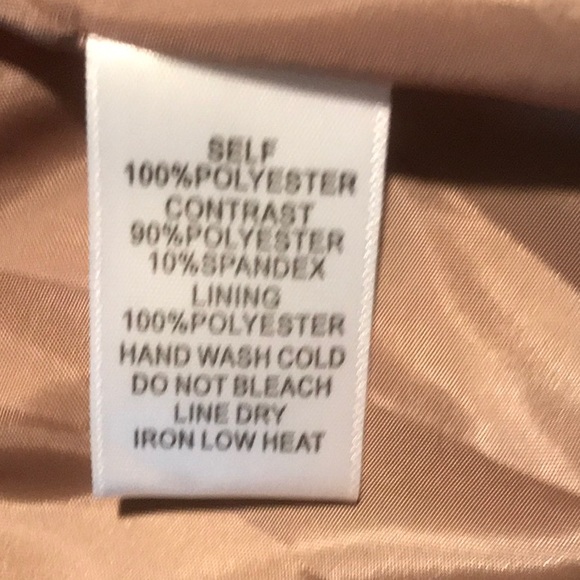 SELF
100%POLYESTER
CONTRAST
90%POLYESTER
10%SPANDEX
LINING
100%POLYESTER
HAND WASH COLD
DO NOT BLEACH
LINE DRY
IRON LOW HEAT